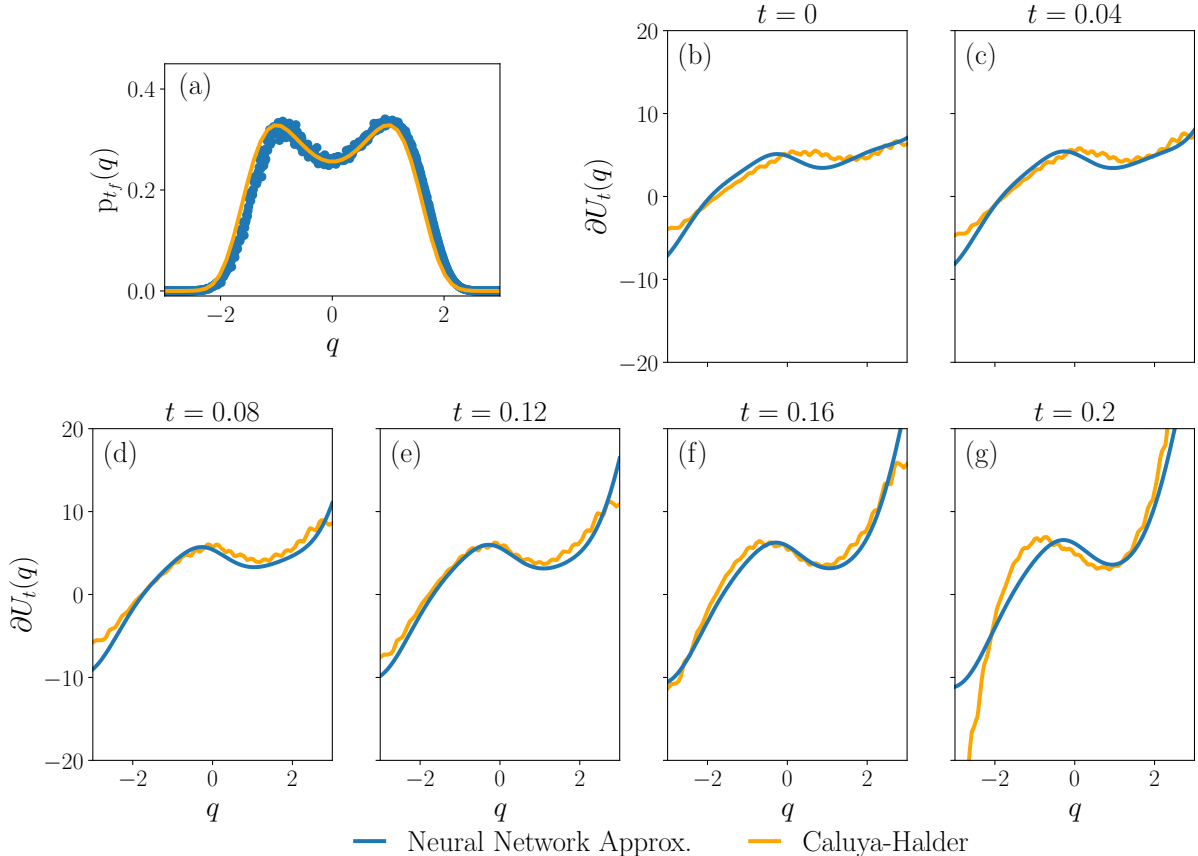 (a)
0.4
0.2
0.0
p_{t_f}(q)
−2 0 2
q
t = 0
(b)
20
10
0
−10
−20
∂U_t(q)
t = 0.04
(c)
t = 0.08
(d)
20
10
0
−10
−20
∂U_t(q)
−2 0 2
q
t = 0.12
(e)
−2 0 2
q
t = 0.16
(f)
−2 0 2
q
t = 0.2
(g)
−2 0 2
q
Neural Network Approx.
Caluya-Halder